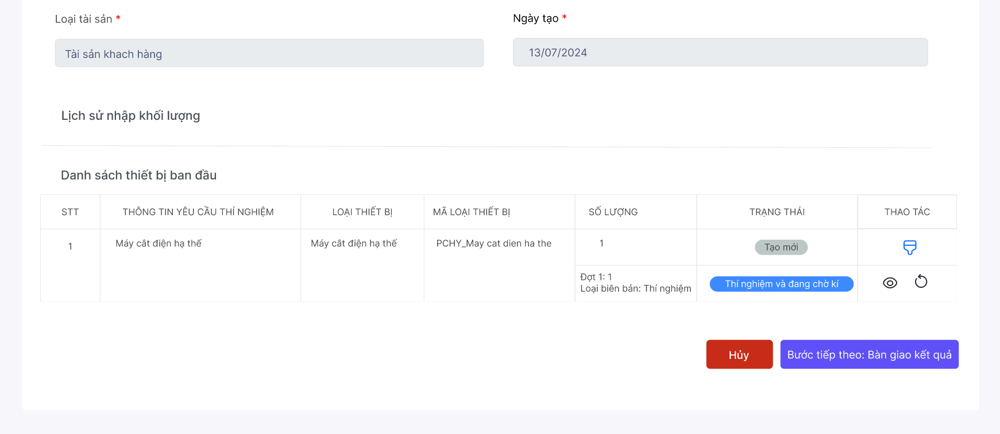 Loại tài sản *
Ngày tạo *
Tài sản khach hàng
13/07/2024
Lịch sử nhập khối lượng
Danh sách thiết bị ban đầu
STT THÔNG TIN YÊU CẦU THÍ NGHIỆM LOẠI THIẾT BỊ MÃ LOẠI THIẾT BỊ SỐ LƯỢNG TRẠNG THÁI THAO TÁC
1 Máy cắt điện hạ thế Máy cắt điện hạ thế PCHY_May cat dien ha the 1 Tạo mới
Đợt 1: 1
Loại biên bản: Thí nghiệm
Thí nghiệm và đang chờ kí
Hủy
Bước tiếp theo: Bàn giao kết quả